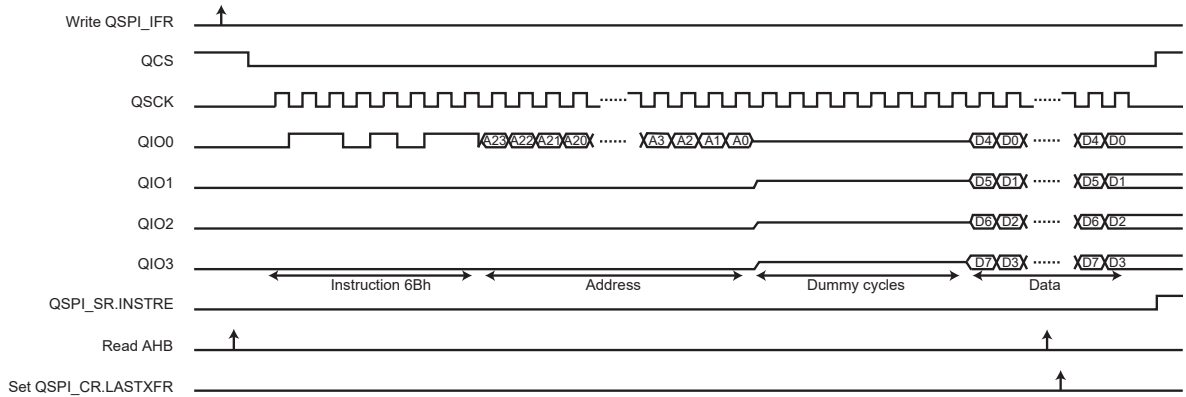 Write QSPI_IFR
QCS
QSCK
QIO0 A23 A22 A21 A20 A3 A2 A1 A0 D4 D0 D4 D0
QIO1 D5 D1 D5 D1
QIO2 D6 D2 D6 D2
QIO3 D7 D3 D7 D3
Instruction 6Bh Address Dummy cycles Data
QSPI_SR.INSTRE
Read AHB
Set QSPI_CR.LASTXFR